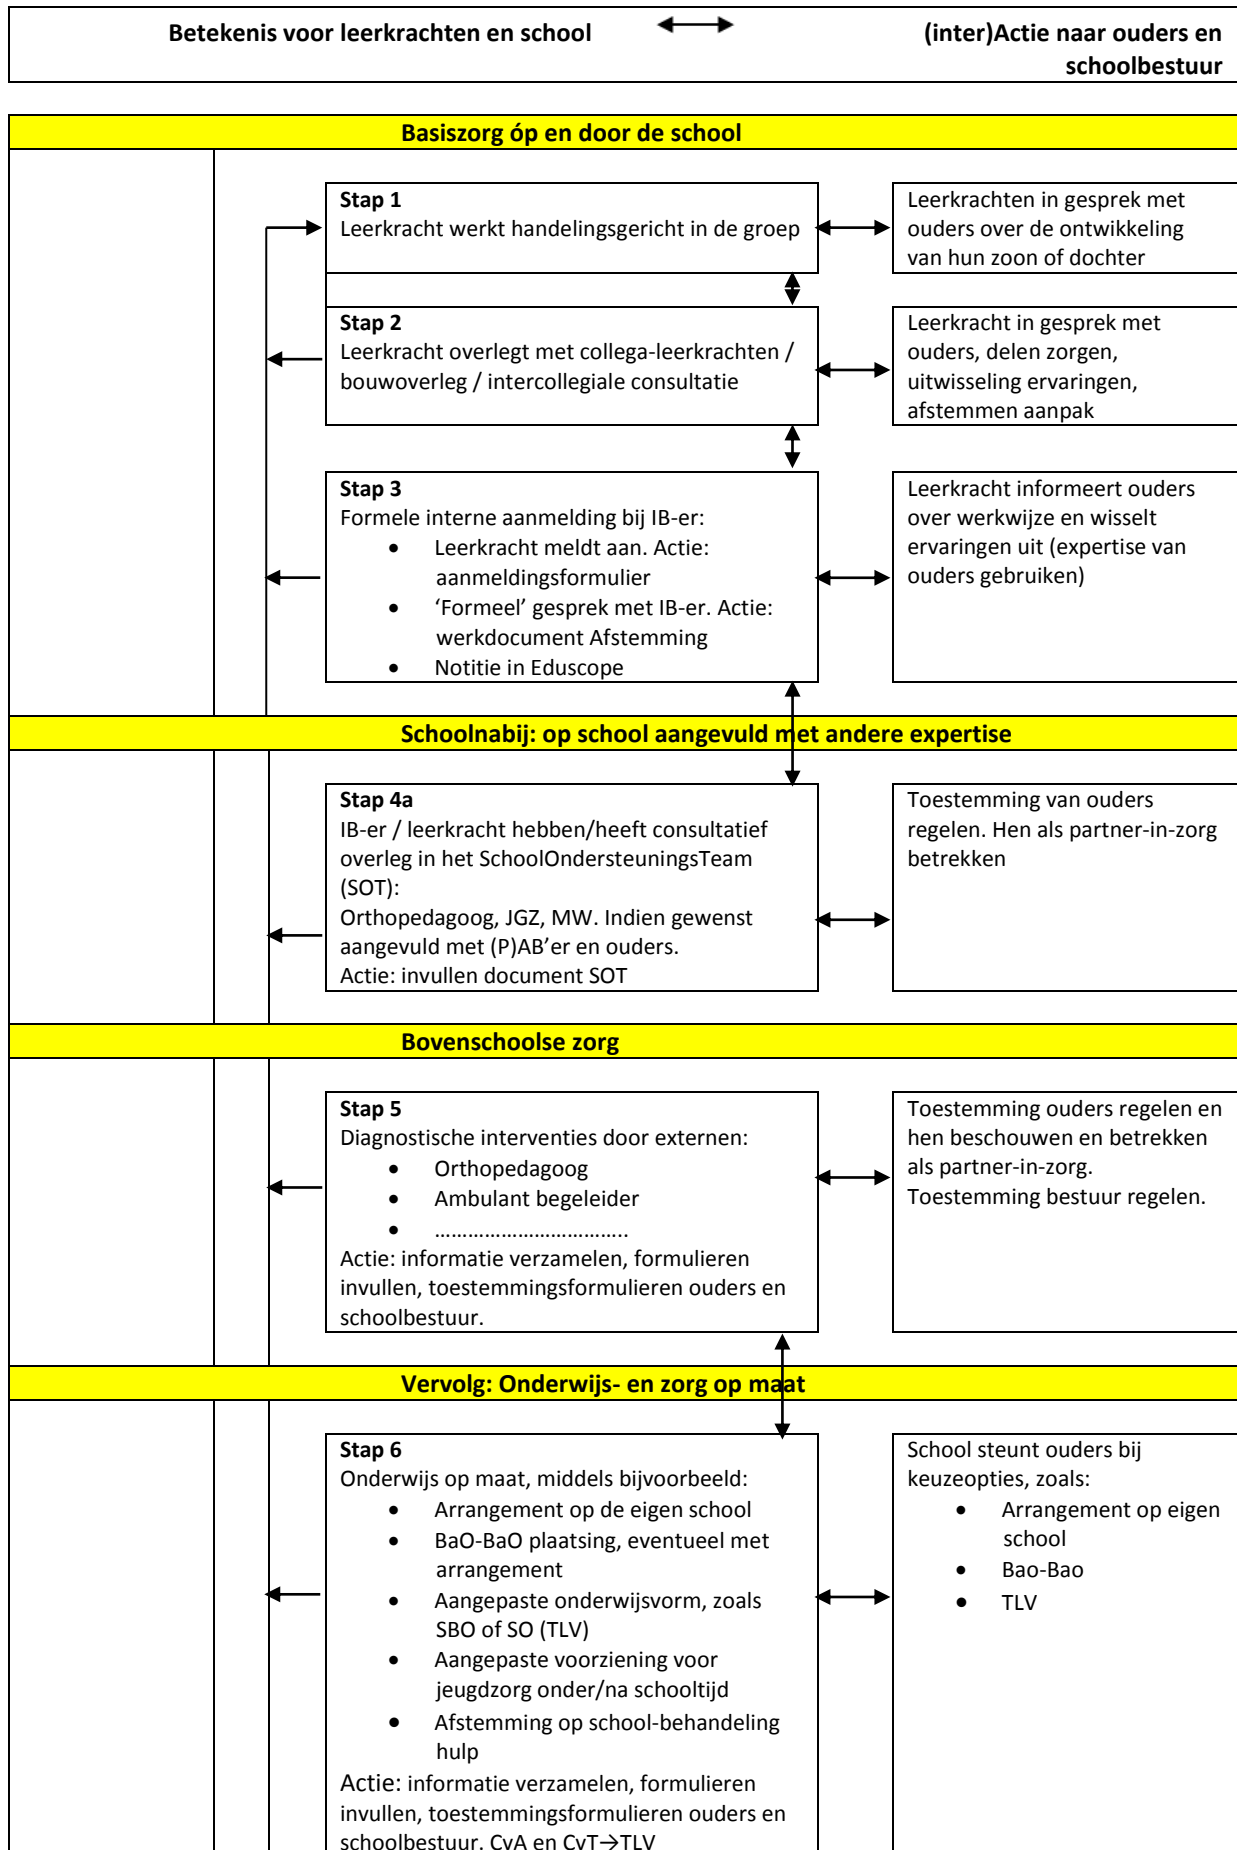 Betekenis voor leerkrachten en school
(inter)Actie naar ouders en
schoolbestuur
Basiszorg óp en door de school
Stap 1
Leerkracht werkt handelingsgericht in de groep
Leerkrachten in gesprek met
ouders over de ontwikkeling
van hun zoon of dochter
Stap 2
Leerkracht overlegt met collega-leerkrachten /
bouwoverleg / intercollegiale consultatie
Leerkracht in gesprek met
ouders, delen zorgen,
uitwisseling ervaringen,
afstemmen aanpak
Stap 3
Formele interne aanmelding bij IB-er:
• Leerkracht meldt aan. Actie:
aanmeldingsformulier
• ‘Formeel’ gesprek met IB-er. Actie:
werkdocument Afstemming
• Notitie in Eduscope
Leerkracht informeert ouders
over werkwijze en wisselt
ervaringen uit (expertise van
ouders gebruiken)
Schoolnabij: op school aangevuld met andere expertise
Stap 4a
IB-er / leerkracht hebben/heeft consultatief
overleg in het SchoolOndersteuningsTeam
(SOT):
Orthopedagoog, JGZ, MW. Indien gewenst
aangevuld met (P)AB’er en ouders.
Actie: invullen document SOT
Toestemming van ouders
regelen. Hen als partner-in-zorg
betrekken
Bovenschoolse zorg
Stap 5
Diagnostische interventies door externen:
• Orthopedagoog
• Ambulant begeleider
• ……………………………..
Actie: informatie verzamelen, formulieren
invullen, toestemmingsformulieren ouders en
schoolbestuur.
Toestemming ouders regelen en
hen beschouwen en betrekken
als partner-in-zorg.
Toestemming bestuur regelen.
Vervolg: Onderwijs- en zorg op maat
Stap 6
Onderwijs op maat, middels bijvoorbeeld:
• Arrangement op de eigen school
• BaO-BaO plaatsing, eventueel met
arrangement
• Aangepaste onderwijsvorm, zoals
SBO of SO (TLV)
• Aangepaste voorziening voor
jeugdzorg onder/na schooltijd
• Afstemming op school-behandeling
hulp
Actie: informatie verzamelen, formulieren
invullen, toestemmingsformulieren ouders en
schoolbestuur. CvA en CvT→TLV
School steunt ouders bij
keuzeopties, zoals:
• Arrangement op eigen
school
• Bao-Bao
• TLV